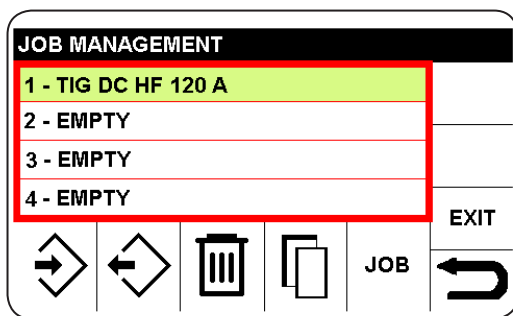 JOB MANAGEMENT
1 - TIG DC HF 120 A
2 - EMPTY
3 - EMPTY
4 - EMPTY
EXIT
JOB